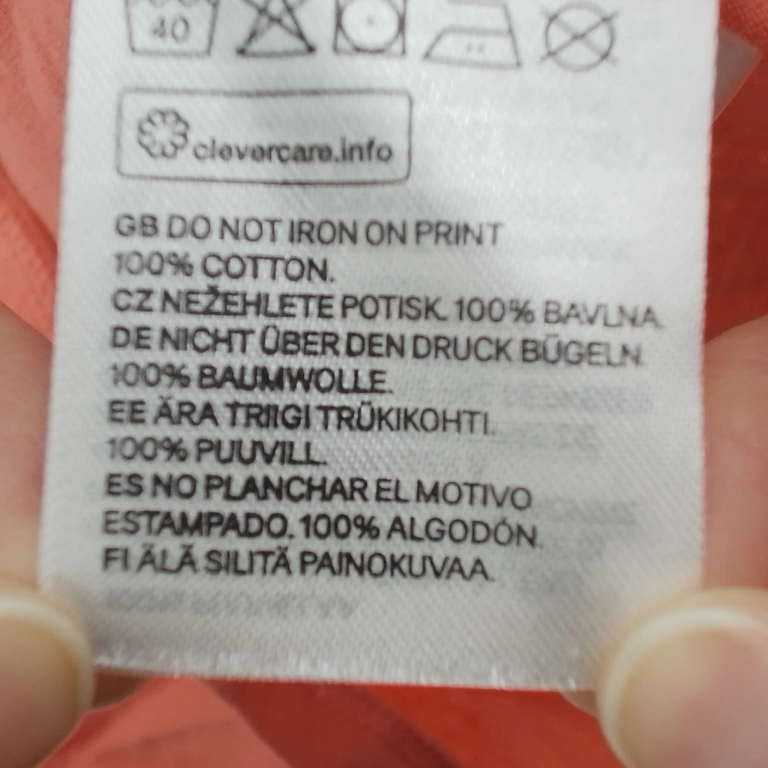 40
clevercare.info
GB DO NOT IRON ON PRINT
100% COTTON.
CZ NEŽEHLETE POTISK. 100% BAVLNA.
DE NICHT ÜBER DEN DRUCK BÜGELN.
100% BAUMWOLLE.
EE ÄRA TRIIGI TRÜKIKOHTI.
100% PUUVILL.
ES NO PLANCHAR EL MOTIVO
ESTAMPADO. 100% ALGODÓN.
FI ÄLÄ SILITÄ PAINOKUVAA.